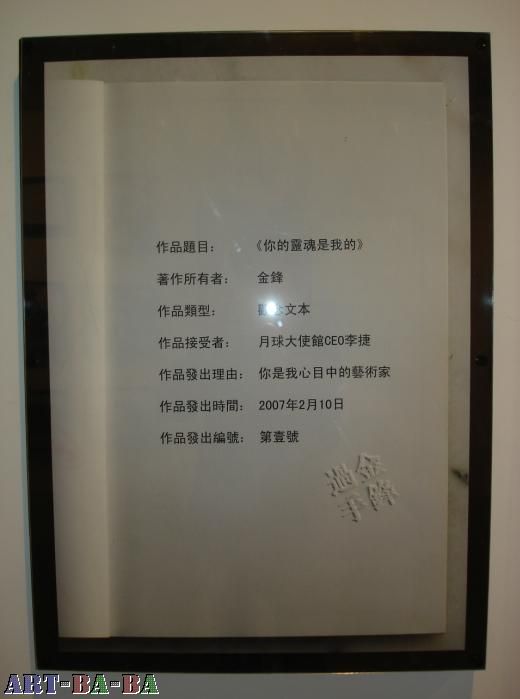 作品題目： 《你的靈魂是我的》
著作所有者： 金鋒
作品類型： 文本
作品接受者： 月球大使館CEO李捷
作品發出理由： 你是我心目中的藝術家
作品發出時間： 2007年2月10日
作品發出編號： 第壹號
ART-BA-BA